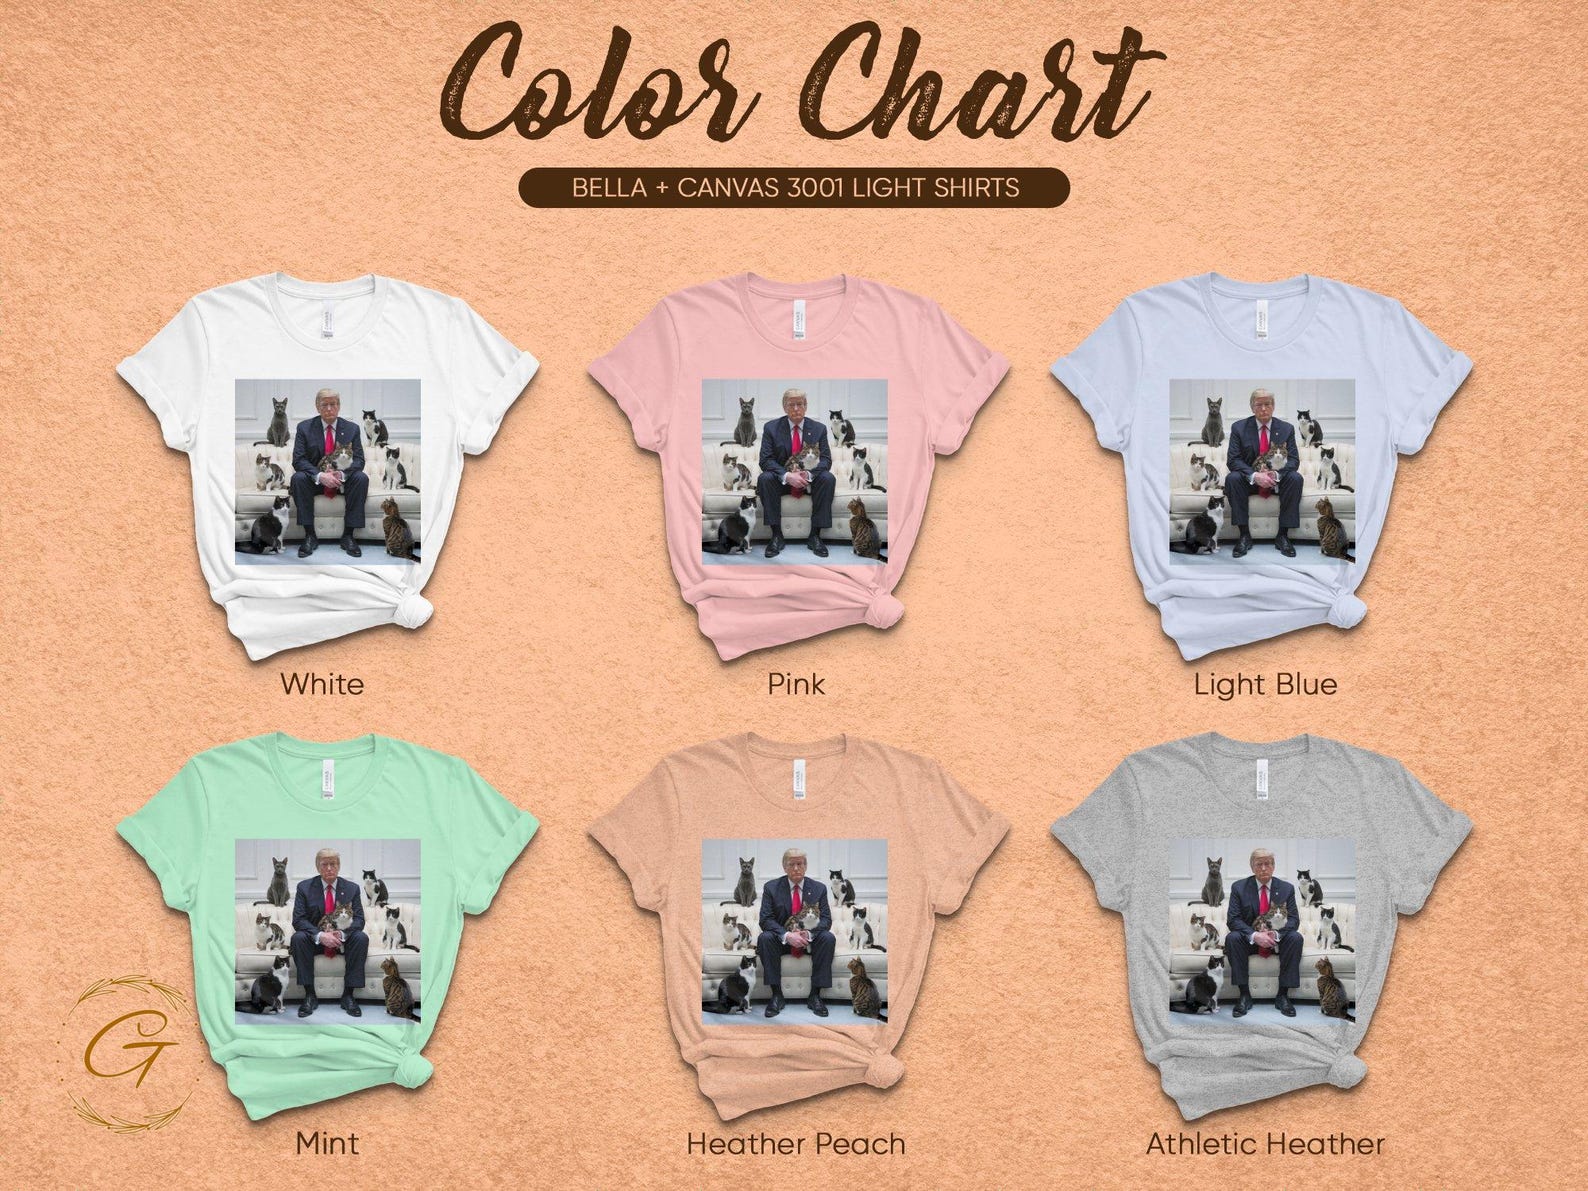 Color Chart
BELLA + CANVAS 3001 LIGHT SHIRTS
White
Pink
Light Blue
Mint
Heather Peach
Athletic Heather
G